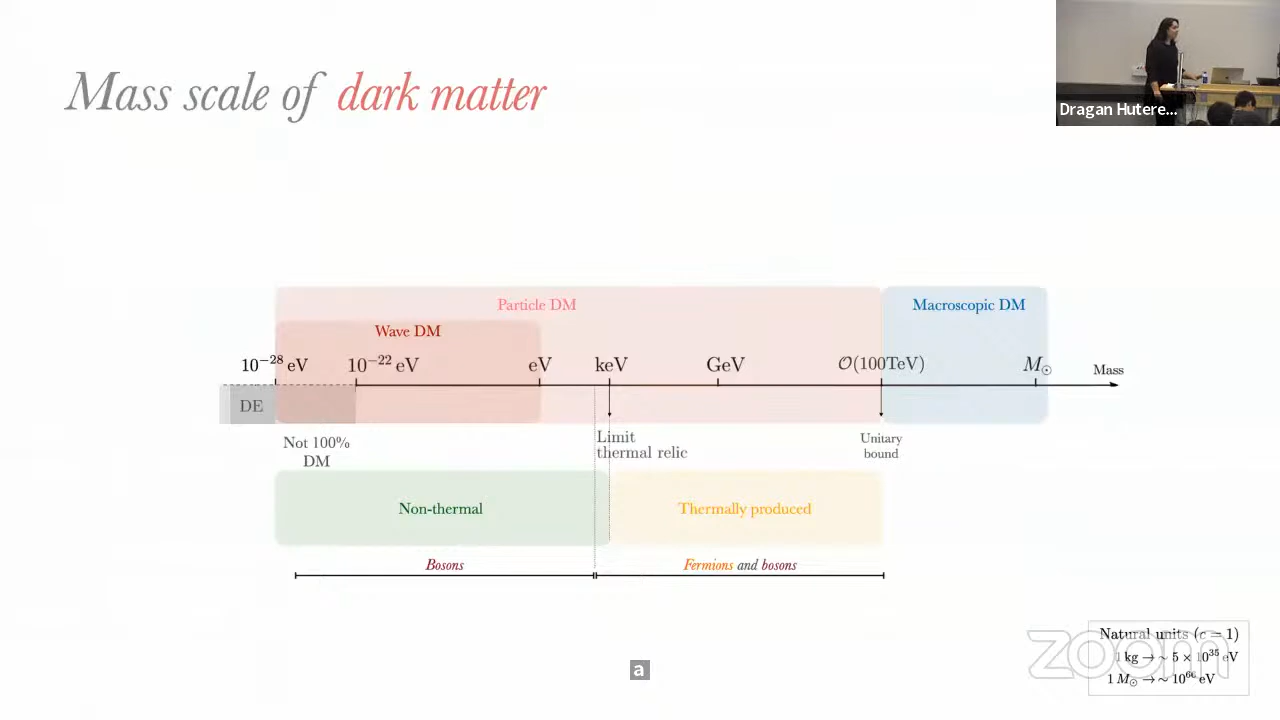 Mass scale of dark matter
Dragan Hutere...
Particle DM
Macroscopic DM
Wave DM
10⁻²⁸ eV
10⁻²² eV
eV
keV
GeV
𝒪(100TeV)
M☉
Mass
DE
Not 100%
DM
Limit
thermal relic
Unitary
bound
Non-thermal
Thermally produced
Bosons
Fermions and bosons
Natural units (c = 1)
1 kg → ~ 5 × 10³⁵ eV
1 M☉ → ~ 10⁶⁶ eV
zoom
a